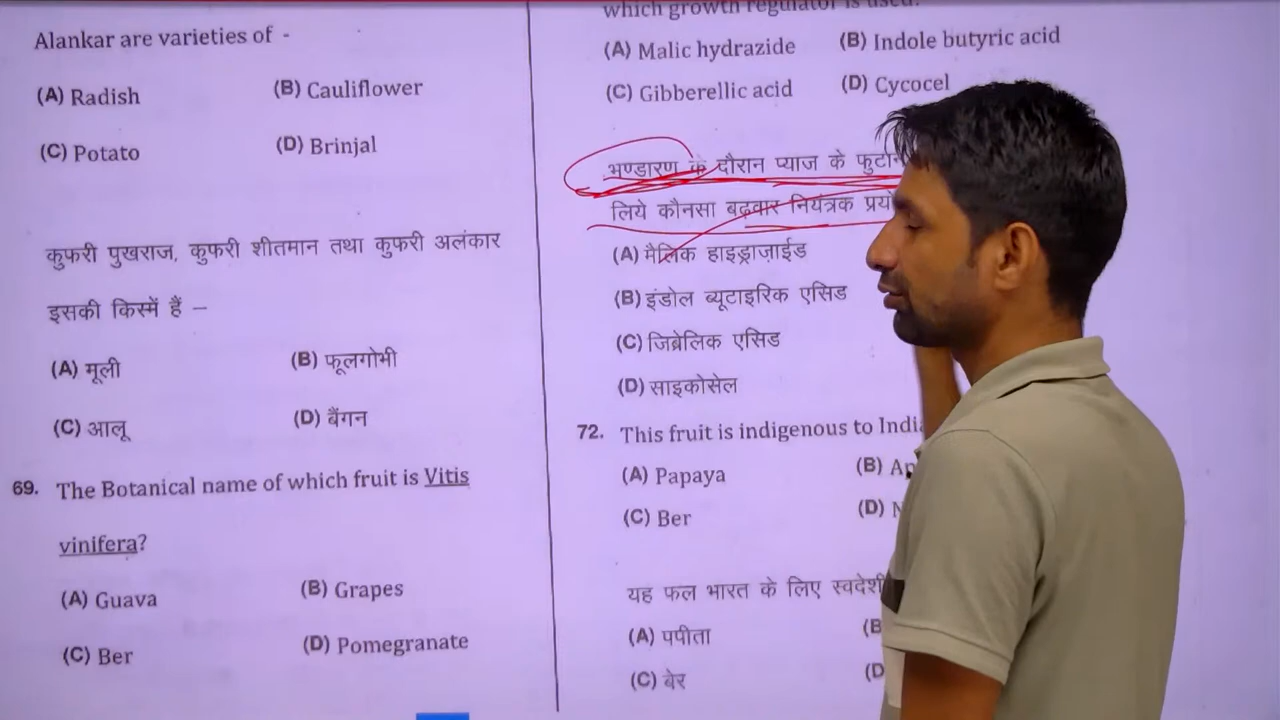 Alankar are varieties of -
(A) Radish (B) Cauliflower
(C) Potato (D) Brinjal
कुफरी पुखराज, कुफरी शीतमान तथा कुफरी अलंकार
इसकी किस्में हैं –
(A) मूली (B) फूलगोभी
(C) आलू (D) बैंगन
69. The Botanical name of which fruit is Vitis
vinifera?
(A) Guava (B) Grapes
(C) Ber (D) Pomegranate
which growth regulator is used?
(A) Malic hydrazide (B) Indole butyric acid
(C) Gibberellic acid (D) Cycocel
भण्डारण के दौरान प्याज के
लिये कौनसा बढ़वार नियंत्रक
(A) मैलिक हाइड्राज़ाईड
(B) इंडोल ब्यूटाइरिक एसिड
(C) जिब्रेलिक एसिड
(D) साइकोसेल
72. This fruit is indigenous to
(A) Papaya (B)
(C) Ber (D)
यह फल भारत के लिए स्वदेशी
(A) पपीता (B
(C) बेर (D